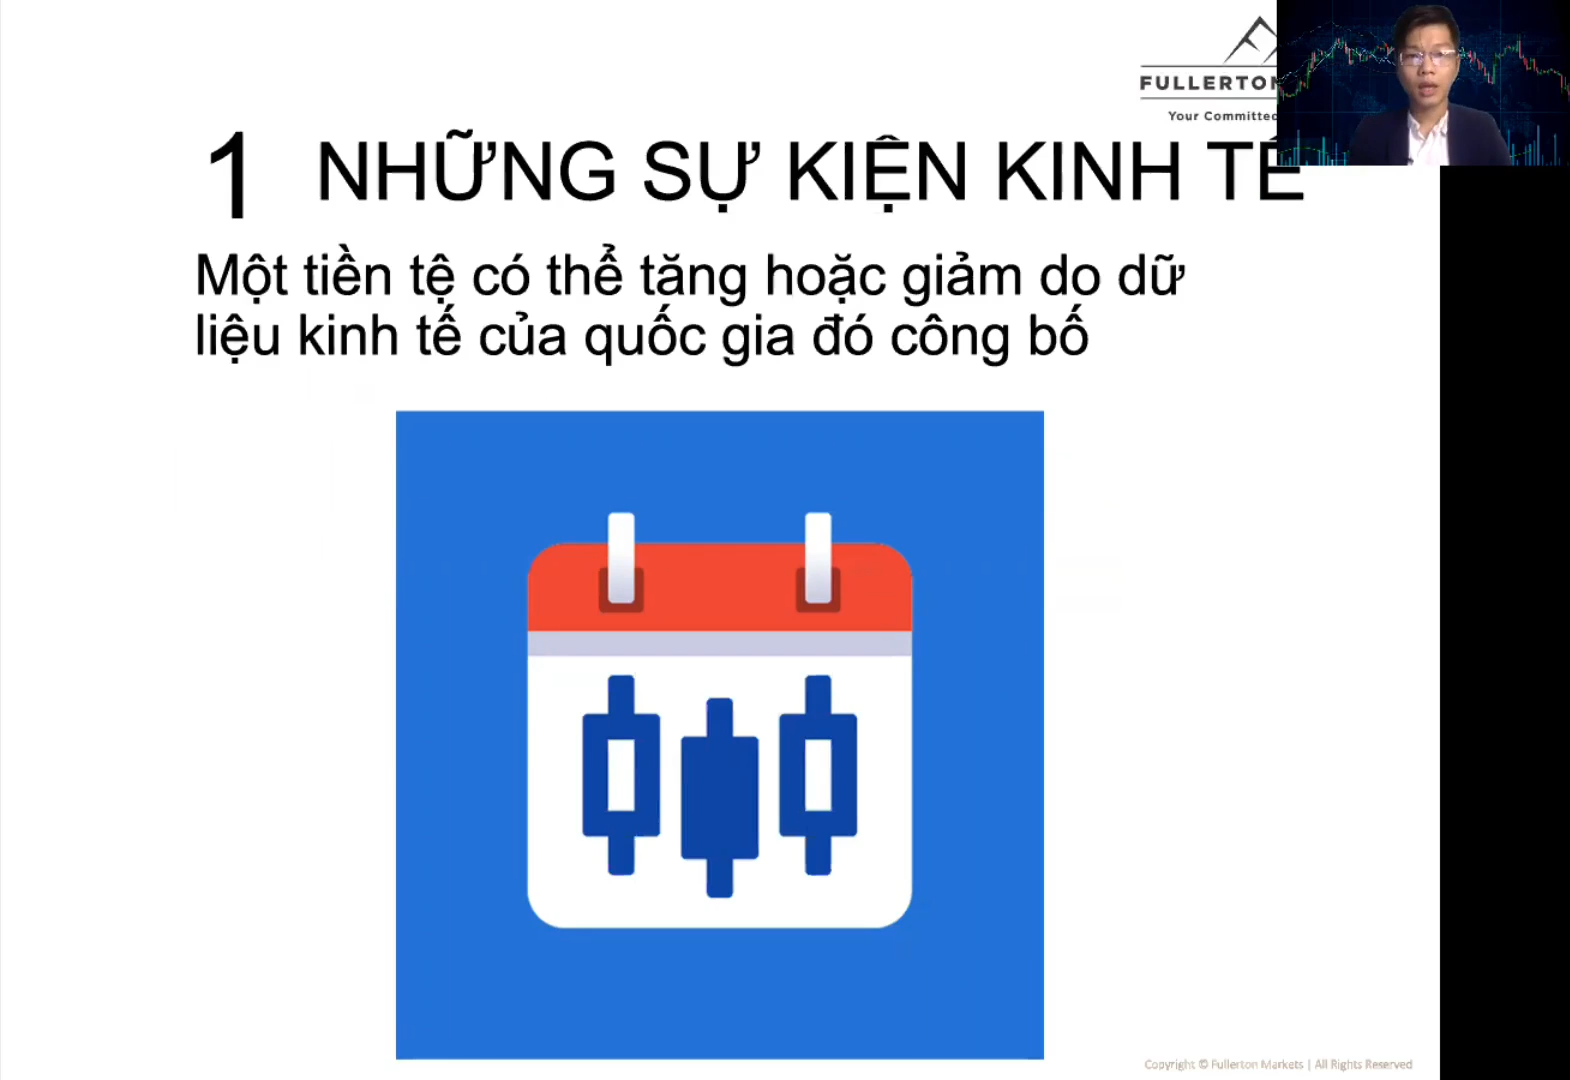 FULLERTON
Your Committed
1 NHỮNG SỰ KIỆN KINH TẾ
Một tiền tệ có thể tăng hoặc giảm do dữ
liệu kinh tế của quốc gia đó công bố
Copyright © Fullerton Markets | All Rights Reserved